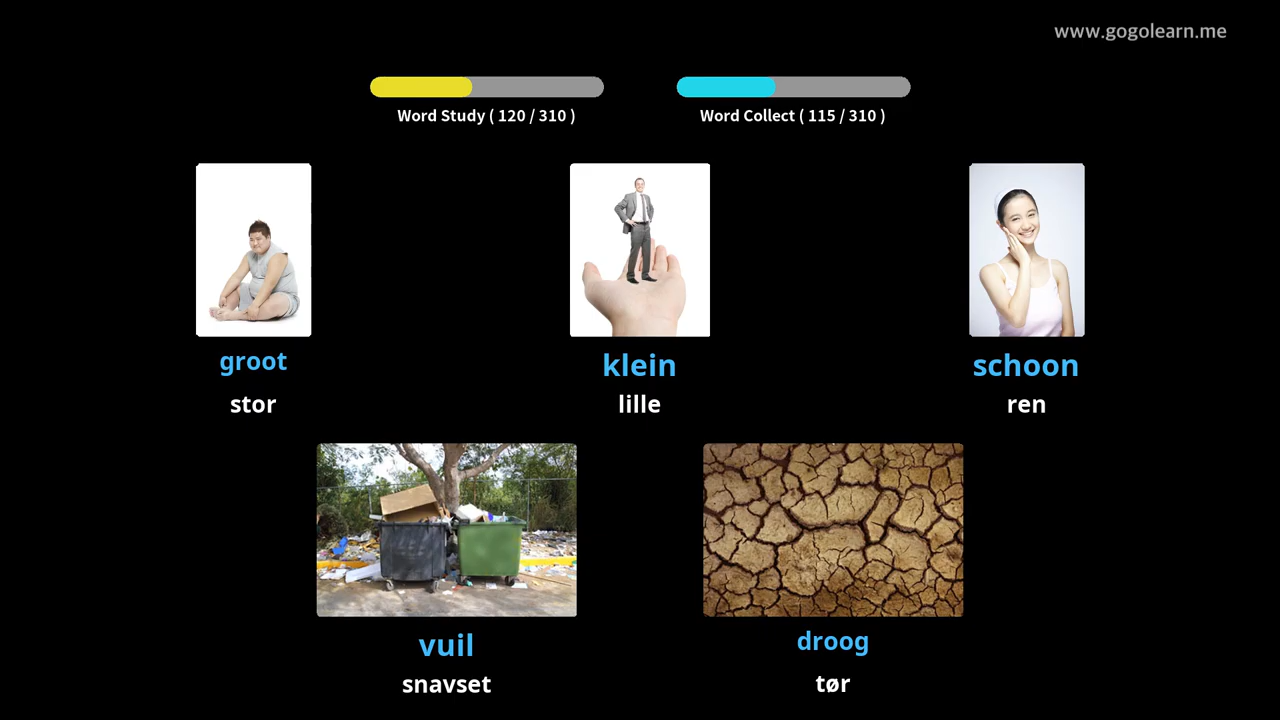 www.gogolearn.me
Word Study ( 120 / 310 )
Word Collect ( 115 / 310 )
groot
klein
schoon
stor
lille
ren
vuil
droog
snavset
tør